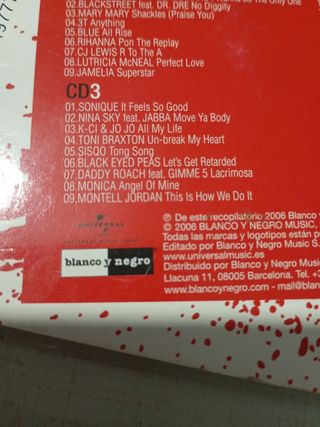 02.BLACKSTREET feat. DR. DRE No Diggity
03.MARY MARY Shackles (Praise You)
04.3T Anything
05.BLUE All Rise
06.RIHANNA Pon The Replay
07.CJ LEWIS R To The A
08.LUTRICIA McNEAL Perfect Love
09.JAMELIA Superstar
CD3
01.SONIQUE It Feels So Good
02.NINA SKY feat. JABBA Move Ya Body
03.K-CI & JO JO All My Life
04.TONI BRAXTON Un-break My Heart
05.SISQO Tong Song
06.BLACK EYED PEAS Let's Get Retarded
07.DADDY ROACH feat. GIMME 5 Lacrimosa
08.MONICA Angel Of Mine
09.MONTELL JORDAN This Is How We Do It
UNIVERSAL
UNIVERSAL MUSIC GROUP
blanco y negro
℗ De este recopilatorio 2006 Blanco
© 2006 BLANCO Y NEGRO MUSIC,
Todas las marcas y logotipos están
Editado por Blanco y Negro Music S.
www.universalmusic.es
Distribuido por Blanco y Negro Music
Llacuna 11, 08005 Barcelona. Tel.
www.blancoynegro.com - mail@blanc